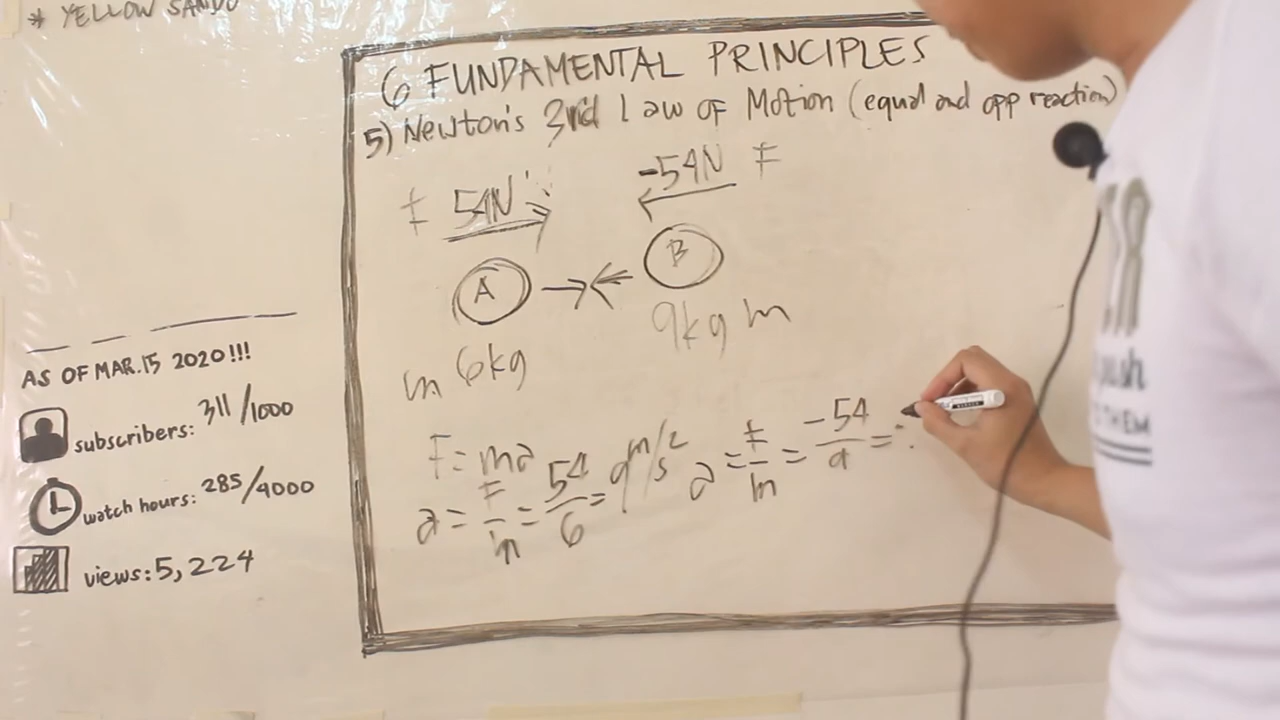 * YELLOW SANDO
6 FUNDAMENTAL PRINCIPLES
5) Newton's 3rd Law of Motion (equal and opp reaction)
F 54N
-54N F
A
B
9kg m
m 6kg
AS OF MAR.15 2020!!!
subscribers: 311/1000
watch hours: 285/4000
views: 5,224
F = ma
a = F/m = 54/6 = 9 m/s²
a = F/m = -54/9 =